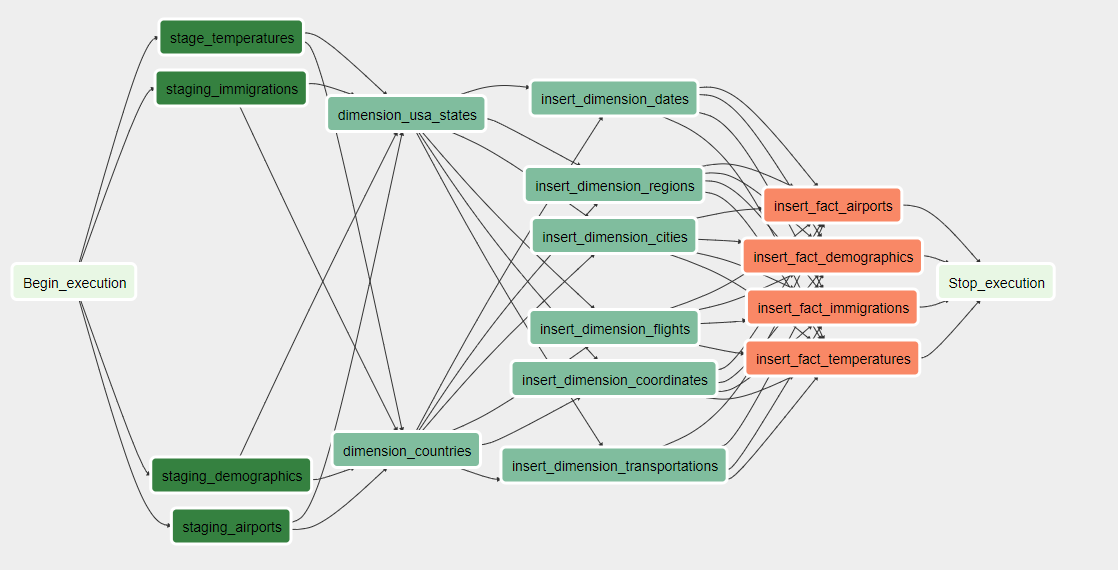 stage_temperatures
staging_immigrations
dimension_usa_states
insert_dimension_dates
insert_dimension_regions
insert_fact_airports
insert_dimension_cities
insert_fact_demographics
Begin_execution
Stop_execution
insert_fact_immigrations
insert_dimension_flights
insert_fact_temperatures
insert_dimension_coordinates
dimension_countries
insert_dimension_transportations
staging_demographics
staging_airports